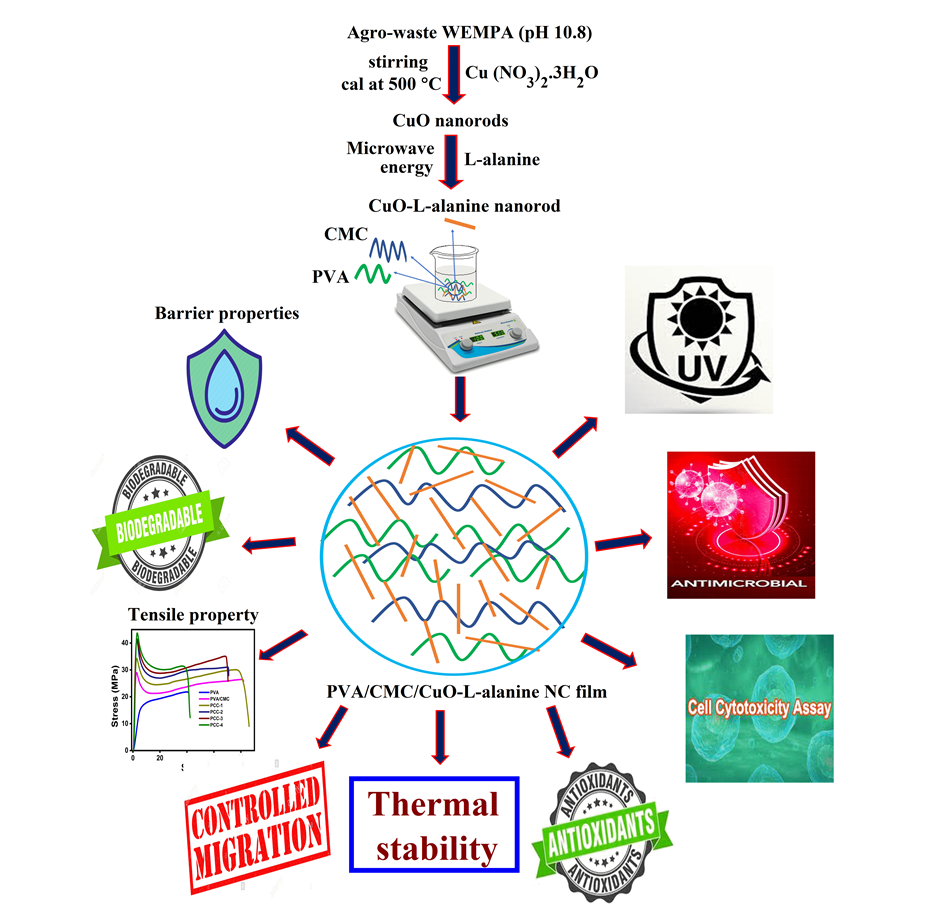 Agro-waste WEMPA (pH 10.8)
stirring
cal at 500 °C
Cu (NO3)2.3H2O
CuO nanorods
Microwave
energy
L-alanine
CuO-L-alanine nanorod
CMC
PVA
Barrier properties
UV
BIODEGRADABLE
BIODEGRADABLE
BIODEGRADABLE
ANTIMICROBIAL
Tensile property
Stress (MPa)
40
30
20
10
0
0
20
PVA
PVA/CMC
PCC-1
PCC-2
PCC-3
PCC-4
Cell Cytotoxicity Assay
PVA/CMC/CuO-L-alanine NC film
CONTROLLED
MIGRATION
Thermal
stability
ANTIOXIDANTS
ANTIOXIDANTS
ANTIOXIDANTS